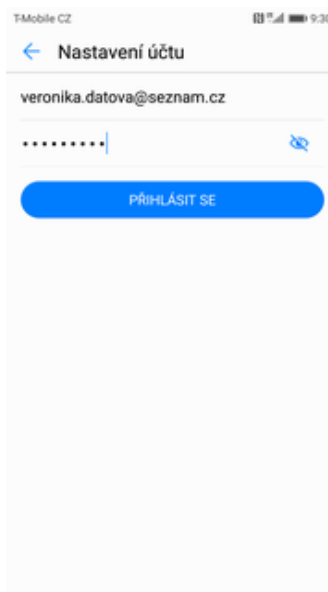 T-Mobile CZ 9:30
Nastavení účtu
veronika.datova@seznam.cz
•••••••••
PŘIHLÁSIT SE